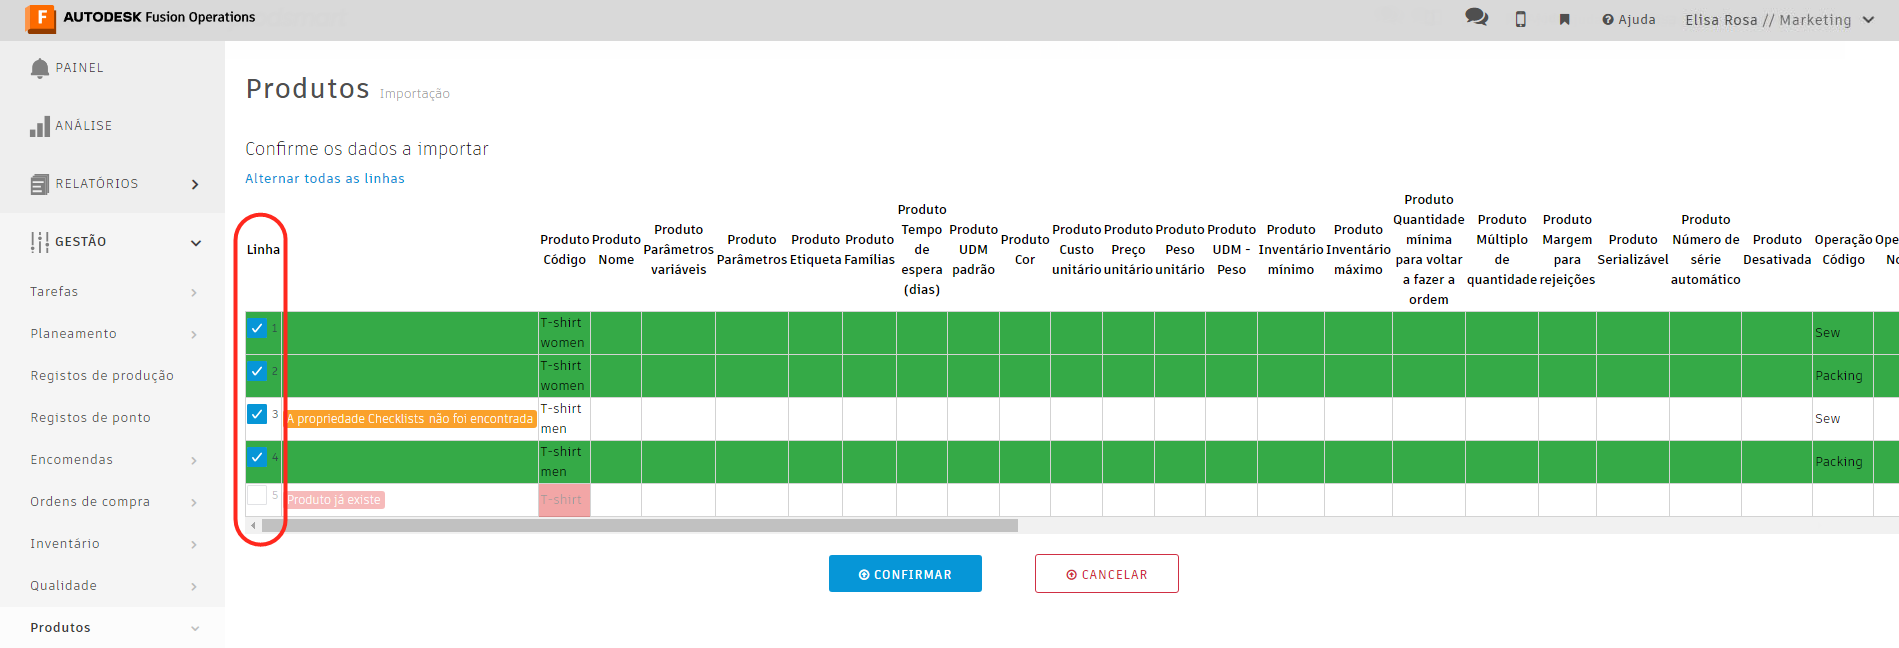 AUTODESK Fusion Operations
Ajuda
Elisa Rosa // Marketing
PAINEL
ANÁLISE
RELATÓRIOS
GESTÃO
Tarefas
Planeamento
Registos de produção
Registos de ponto
Encomendas
Ordens de compra
Inventário
Qualidade
Produtos
Produtos Importação
Confirme os dados a importar
Alternar todas as linhas
Linha
Produto
Código
Produto
Nome
Produto
Parâmetros
variáveis
Produto
Parâmetros
Produto
Etiqueta
Produto
Famílias
Produto
Tempo
de
espera
(dias)
Produto
UDM
padrão
Produto
Cor
Produto
Custo
unitário
Produto
Preço
unitário
Produto
Peso
unitário
Produto
UDM -
Peso
Produto
Inventário
mínimo
Produto
Inventário
máximo
Produto
Quantidade
mínima
para voltar
a fazer a
ordem
Produto
Múltiplo
de
quantidade
Produto
Margem
para
rejeições
Produto
Serializável
Produto
Número de
série
automático
Produto
Desativada
Operação
Código
Ope
No
1
T-shirt
women
Sew
2
T-shirt
women
Packing
3
A propriedade Checklists não foi encontrada
T-shirt
men
Sew
4
T-shirt
men
Packing
5
Produto já existe
T-shirt
CONFIRMAR
CANCELAR